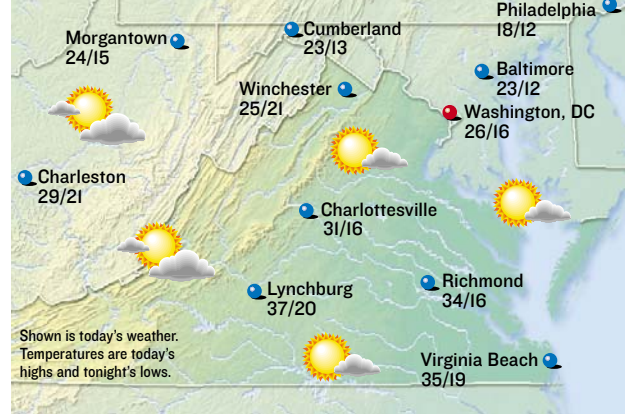 Philadelphia
18/12
Cumberland
23/13
Morgantown
24/15
Baltimore
23/12
Winchester
25/21
Washington, DC
26/16
Charleston
29/21
Charlottesville
31/16
Lynchburg
37/20
Richmond
34/16
Shown is today's weather.
Temperatures are today's
highs and tonight's lows.
Virginia Beach
35/19